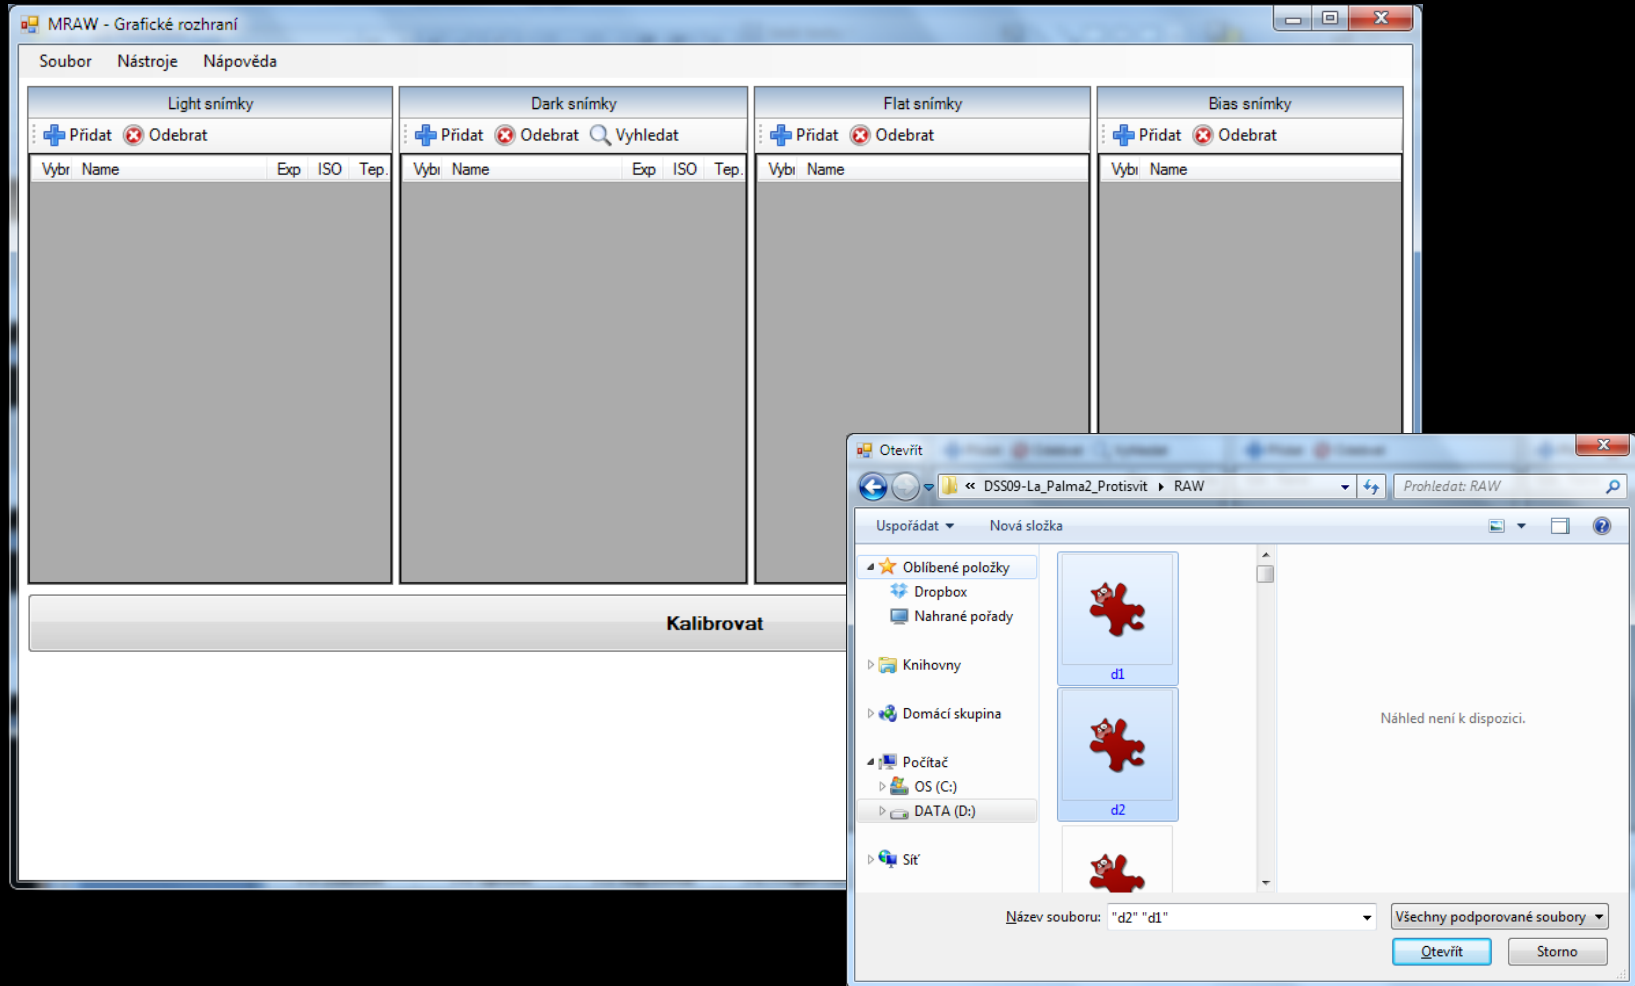 MRAW - Grafické rozhraní
Soubor Nástroje Nápověda
Light snímky Dark snímky Flat snímky Bias snímky
Přidat Odebrat Přidat Odebrat Vyhledat Přidat Odebrat Přidat Odebrat
Vybr Name Exp ISO Tep. Vybr Name Exp ISO Tep. Vybr Name Vybr Name
Kalibrovat
Otevřít
« DSS09-La_Palma2_Protisvit RAW Prohledat: RAW
Uspořádat Nová složka
Oblíbené položky
Dropbox
Nahrané pořady
Knihovny
Domácí skupina
Počítač
OS (C:)
DATA (D:)
Síť
d1
d2
Náhled není k dispozici.
Název souboru: "d2" "d1" Všechny podporované soubory
Otevřít Storno